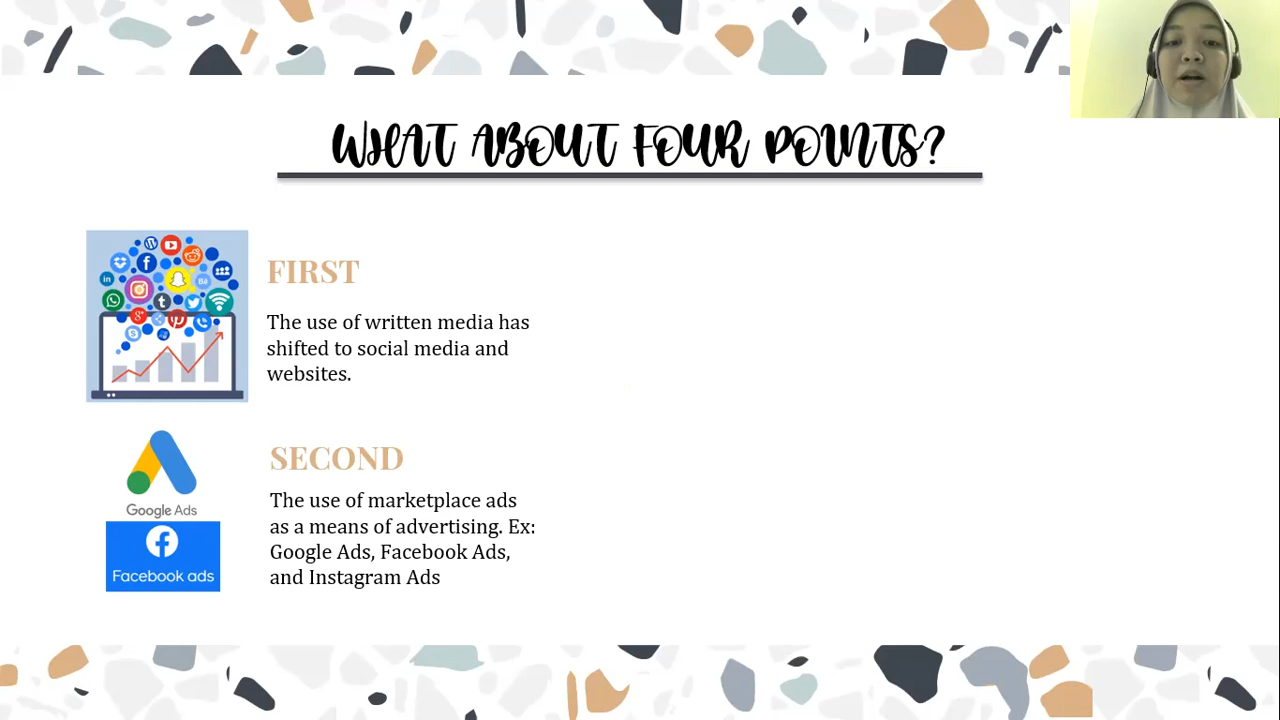 WHAT ABOUT FOUR POINTS?
FIRST
The use of written media has
shifted to social media and
websites.
Google Ads
Facebook ads
SECOND
The use of marketplace ads
as a means of advertising. Ex:
Google Ads, Facebook Ads,
and Instagram Ads